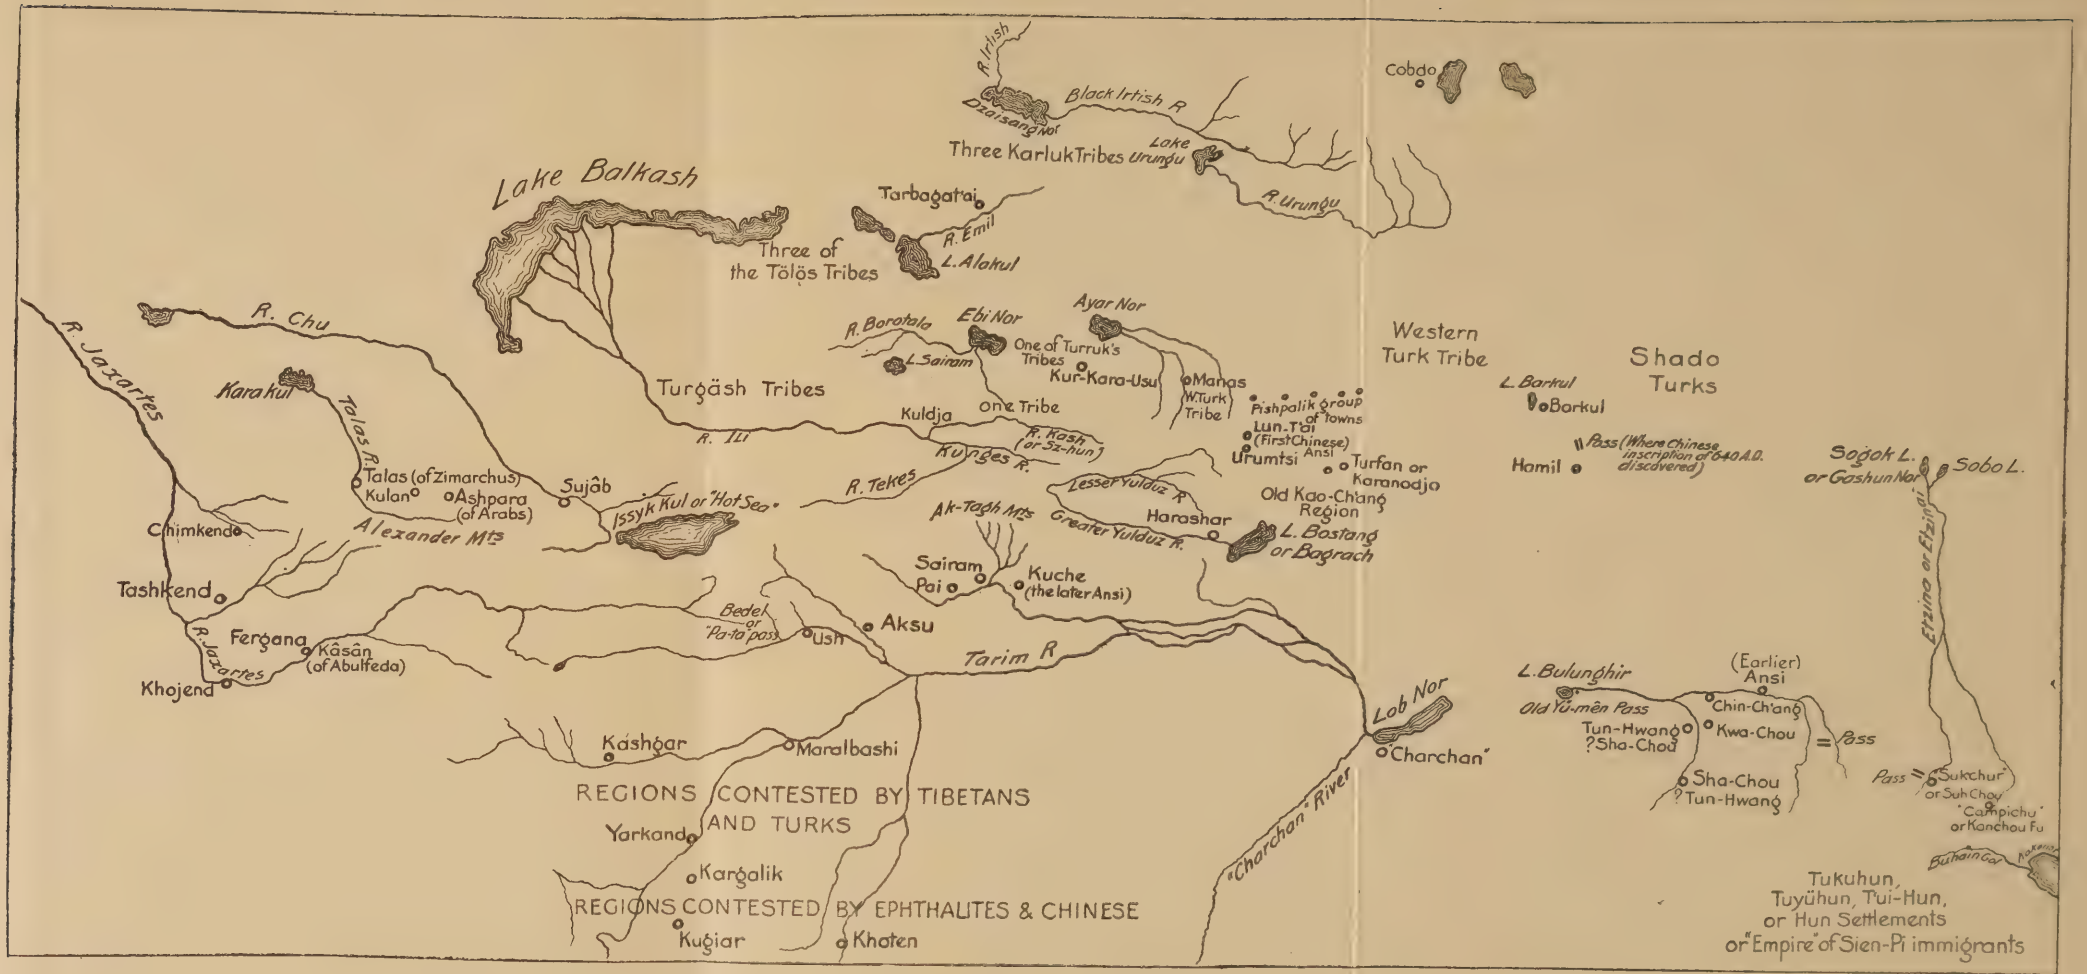 R. Irtish
Dzaisang Nor
Black Irtish R
Cobdo
Three Karluk Tribes
Lake
Urungu
R. Urungu
Lake Balkash
Tarbagat'ai
R. Emil
L. Alakul
Three of
the Tölös Tribes
R. Chu
R. Jaxartes
Kara Kul
Talas R.
R. Borotala
Ebi Nor
Ayar Nor
L. Sairam
One of Turruk's
Tribes
Kur-Kara-Usu
Manas
W. Turk
Tribe
Western
Turk Tribe
Shado
Turks
L. Barkul
Barkul
Turgäsh Tribes
one Tribe
Kuldja
R. Ili
R. Kash
(or Sz-hun)
Kunges R.
R. Tekes
Pishpalik group
of towns
Lun-T'ai
(First Chinese)
Ansi
Urumtsi
Turfan or
Karanodjo
Pass (Where Chinese
inscription of 640 A.D.
discovered)
Hamil
Sogok L.
or Gashun Nor
Sobo L.
Talas (of Zimarchus)
Kulan
Ashpara
(of Arabs)
Sujâb
Issyk Kul or "Hot Sea"
Alexander Mts
Chimkend
Lesser Yulduz R
Greater Yulduz R.
Ak-Tagh Mts
Harashar
Old Kao-Ch'ang
Region
L. Bostang
or Bagrach
Etzina or Etzinai
Tashkend
Sairam
Pai
Kuche
(the later Ansi)
Bedel
or
"Pa-ta" pass
Ush
Aksu
Fergana
Kâsân
(of Abulfeda)
R. Jaxartes
Khojend
Tarim R
Lob Nor
"Charchan"
"Charchan" River
L. Bulunghir
Old Yü-mên Pass
(Earlier)
Ansi
Chin-Ch'ang
Tun-Hwang
?Sha-Chou
Kwa-Chou
Pass
Sha-Chou
?Tun-Hwang
Pass
"Sukchur"
or Suh Chou
"Campichu"
or Kanchou Fu
Buhain Gol
Káshgar
Maralbashi
REGIONS CONTESTED BY TIBETANS
AND TURKS
Yarkand
Kargalik
REGIONS CONTESTED BY EPHTHALITES & CHINESE
Kugiar
Khoten
Tukuhun,
Tuyühun, T'ui-Hun,
or Hun Settlements
or "Empire" of Sien-Pi immigrants